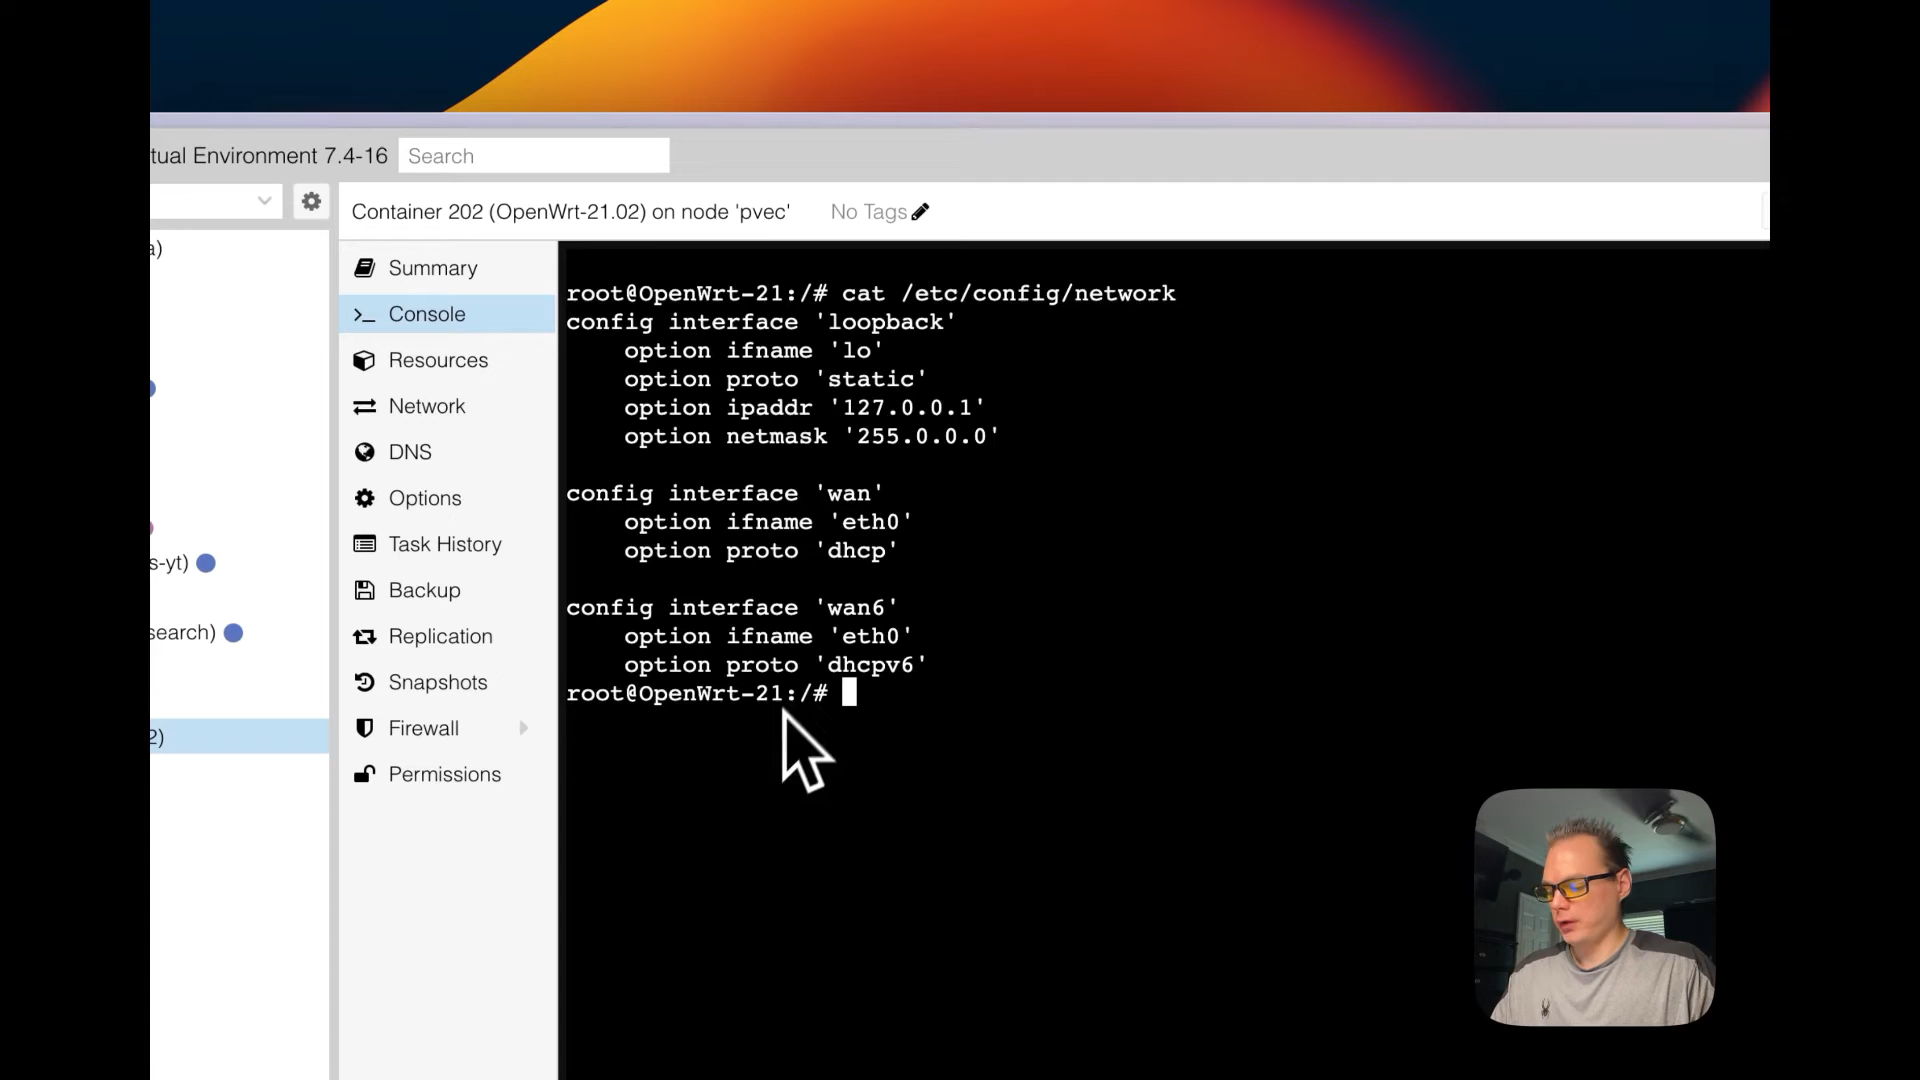 tual Environment 7.4-16
Search
Container 202 (OpenWrt-21.02) on node 'pvec'
No Tags
a)
s-yt)
search)
2)
Summary
Console
Resources
Network
DNS
Options
Task History
Backup
Replication
Snapshots
Firewall
Permissions
root@OpenWrt-21:/# cat /etc/config/network
config interface 'loopback'
    option ifname 'lo'
    option proto 'static'
    option ipaddr '127.0.0.1'
    option netmask '255.0.0.0'

config interface 'wan'
    option ifname 'eth0'
    option proto 'dhcp'

config interface 'wan6'
    option ifname 'eth0'
    option proto 'dhcpv6'
root@OpenWrt-21:/#